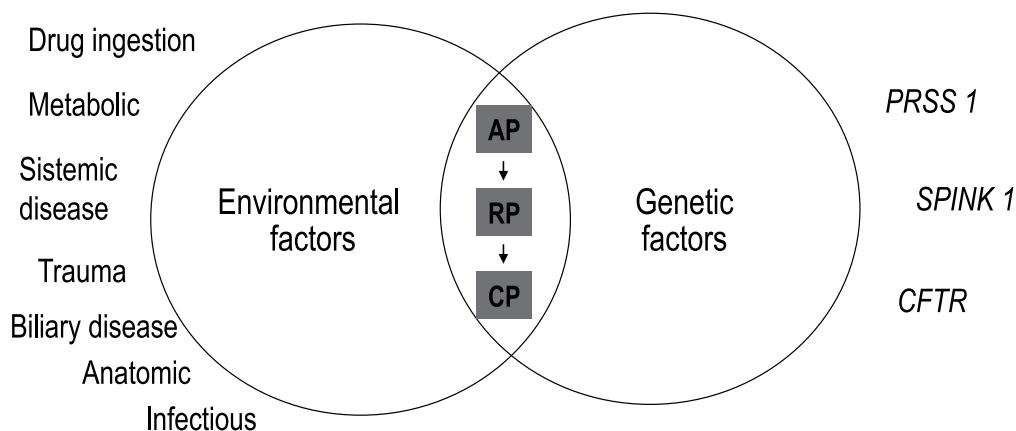 Drug ingestion
Metabolic
Sistemic
disease
Trauma
Biliary disease
Anatomic
Infectious
Environmental
factors
AP
RP
CP
Genetic
factors
PRSS 1
SPINK 1
CFTR